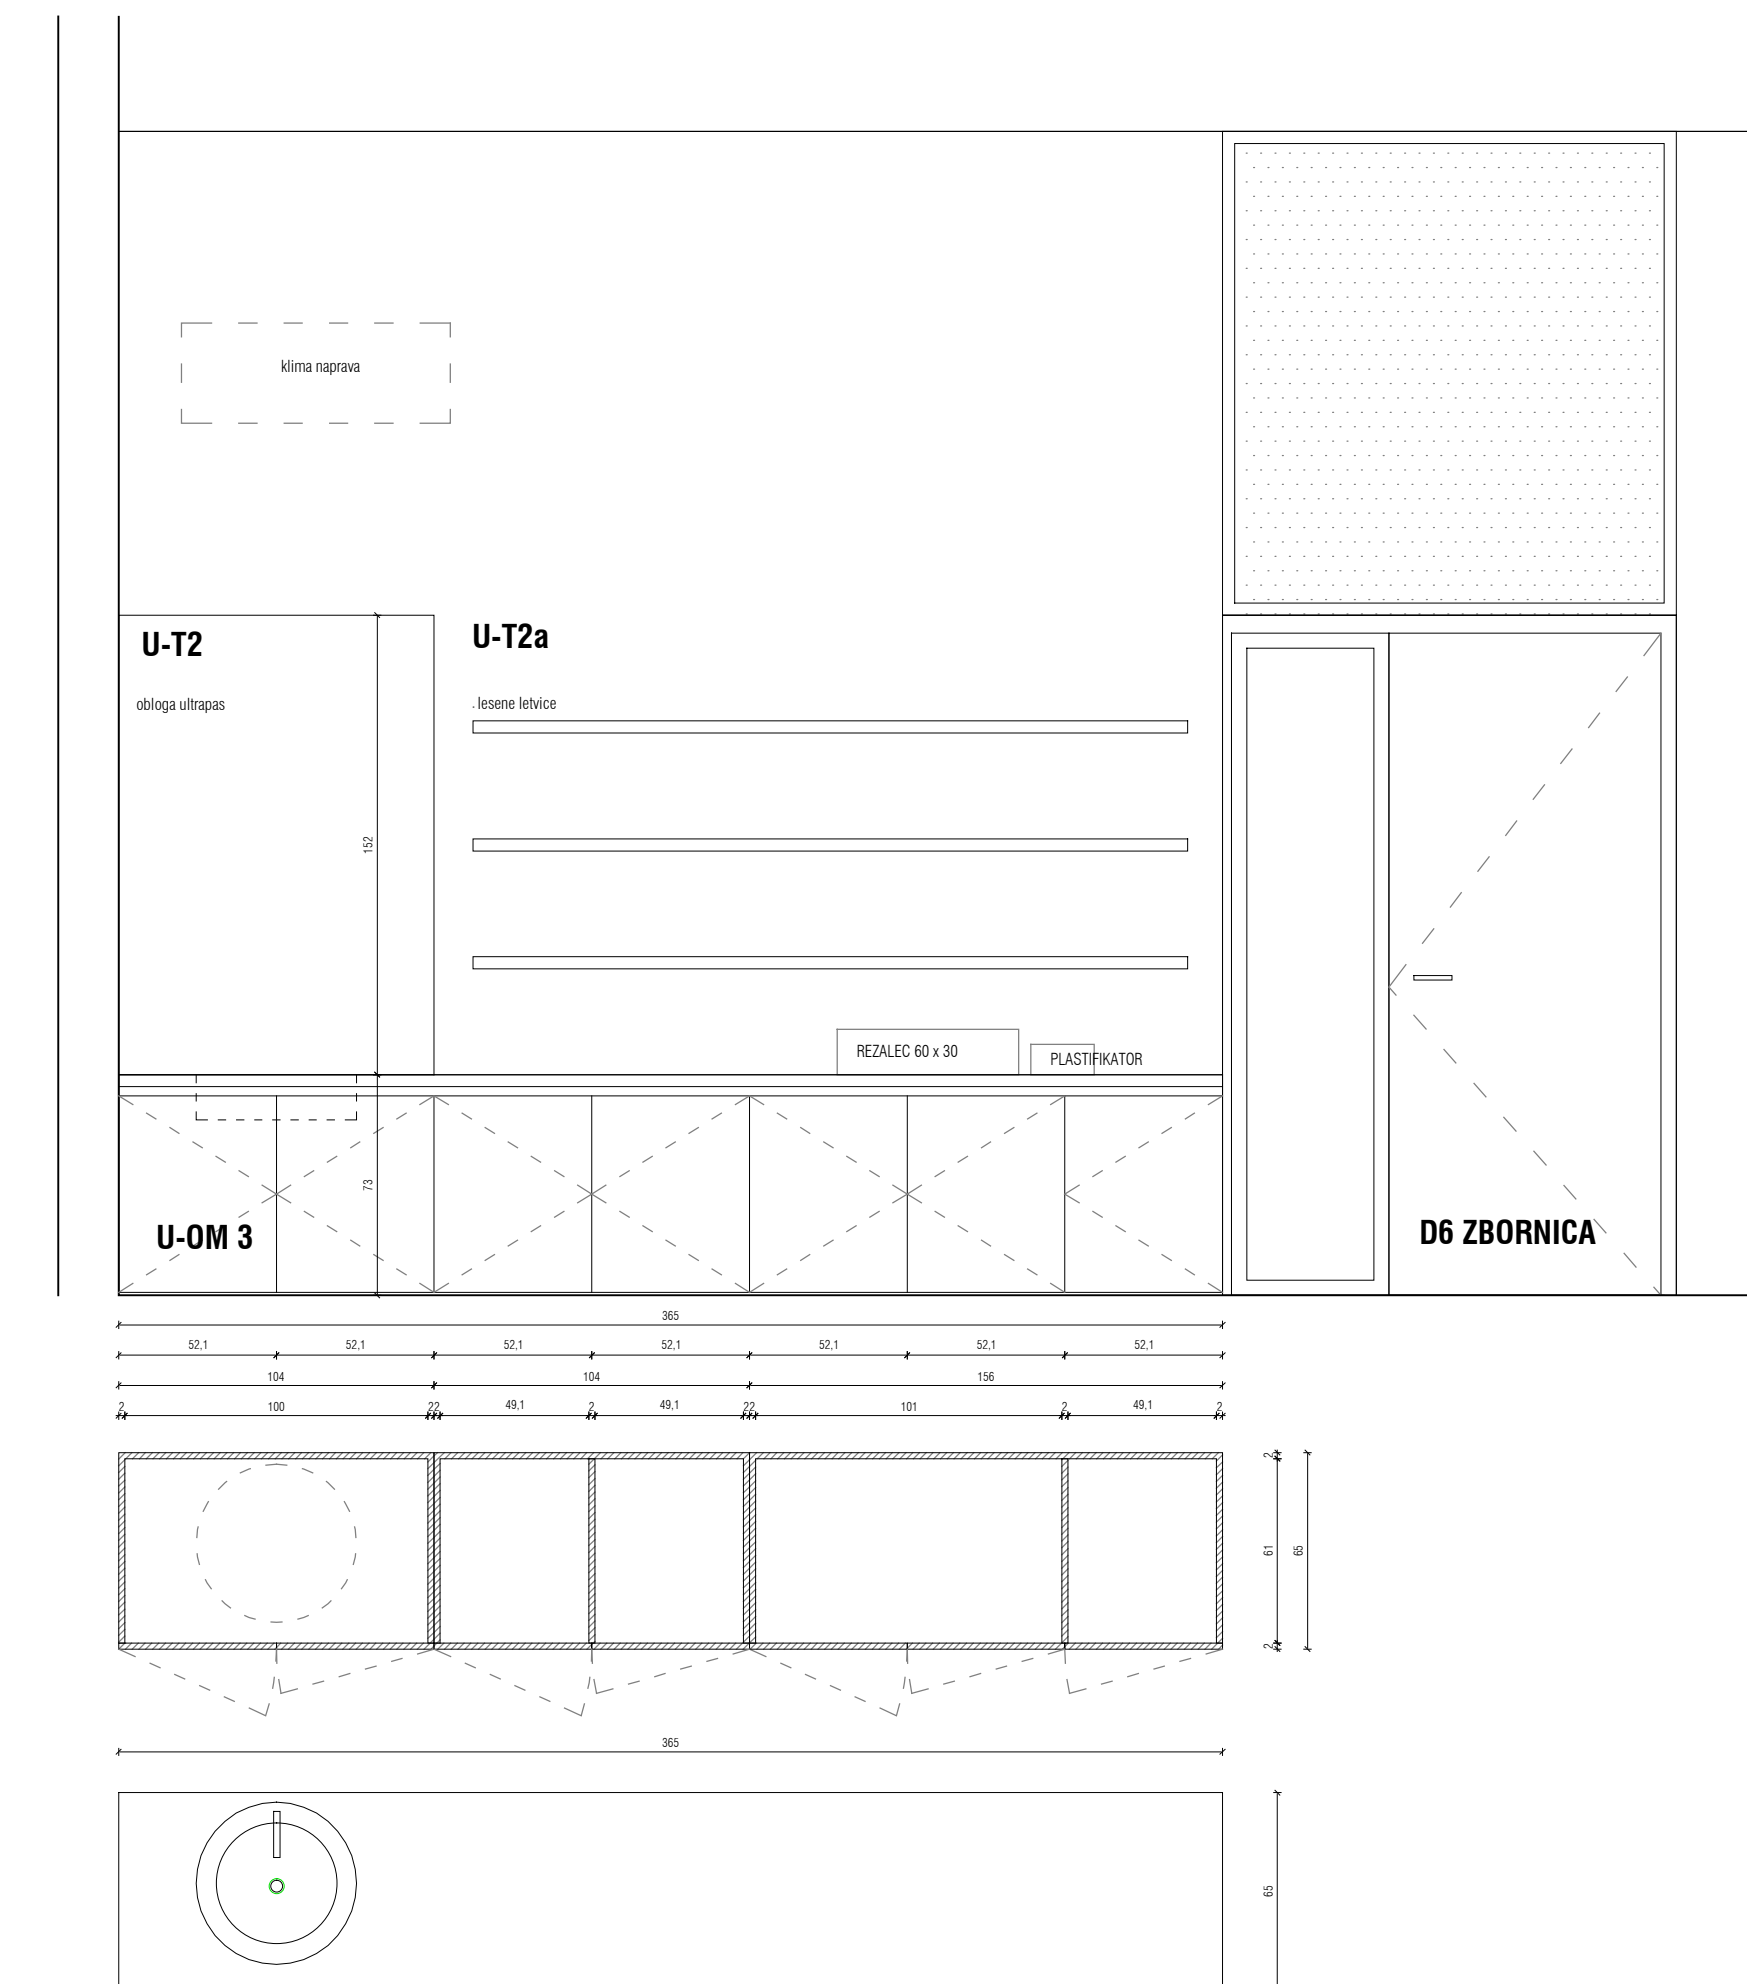 klima naprava
U-T2
U-T2a
obloga ultrapas
. lesene letvice
152
REZALEC 60 x 30
PLASTIFIKATOR
73
U-OM 3
D6 ZBORNICA
365
52,1 52,1 52,1 52,1 52,1 52,1 52,1
104 104 156
2 100 22 49,1 2 49,1 22 101 2 49,1 2
2
61
65
2
365
65